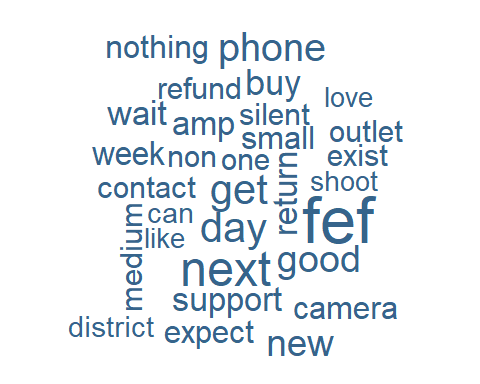 nothing phone
refund buy
love
wait amp silent
small outlet
week non one exist
contact get return shoot
medium can day fef
like
next good
support camera
district expect new